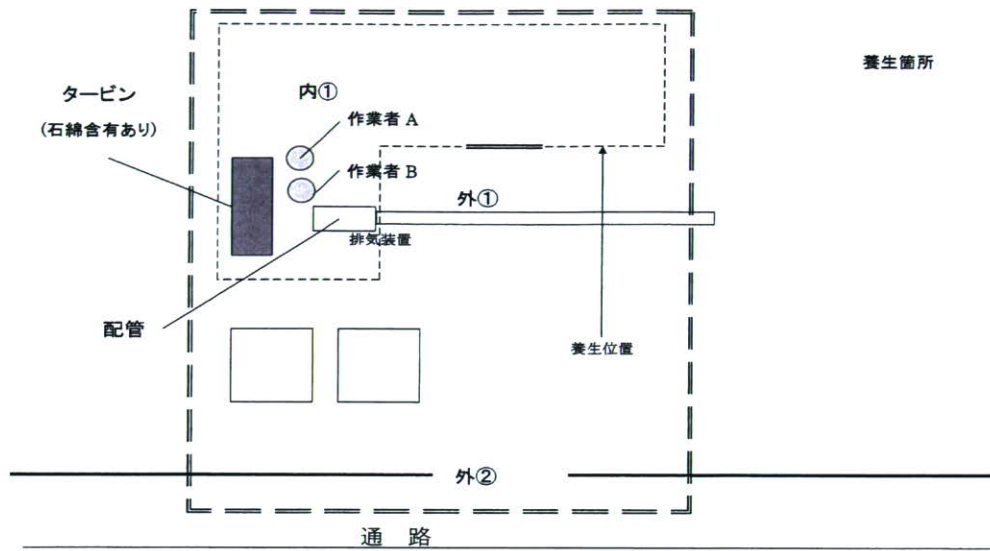 養生箇所
タービン
(石綿含有あり)
内①
作業者 A
作業者 B
外①
排気装置
配管
養生位置
外②
通 路